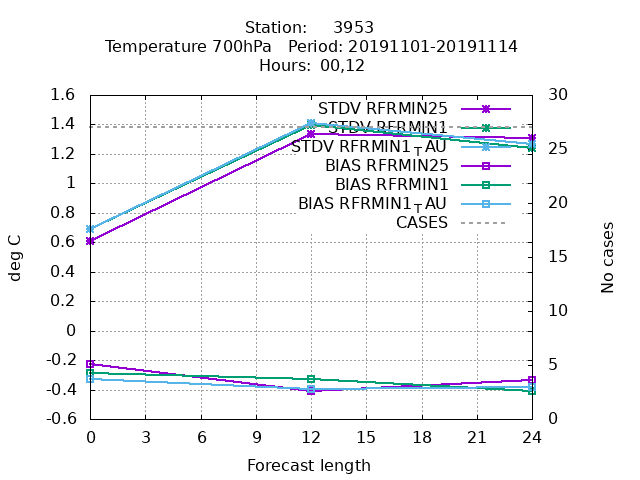 Station: 3953
Temperature 700hPa Period: 20191101-20191114
Hours: 00,12
1.6
1.4
1.2
1
0.8
0.6
0.4
0.2
0
-0.2
-0.4
-0.6
deg C
STDV RFRMIN25
STDV RFRMIN1
STDV RFRMIN1TAU
BIAS RFRMIN25
BIAS RFRMIN1
BIAS RFRMIN1TAU
CASES
30
25
20
15
10
5
0
No cases
0 3 6 9 12 15 18 21 24
Forecast length